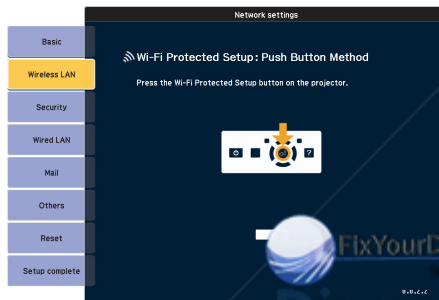 Network settings
Basic
Wireless LAN
Security
Wired LAN
Mail
Others
Reset
Setup complete
Wi-Fi Protected Setup: Push Button Method
Press the Wi-Fi Protected Setup button on the projector.
?
FixYourD